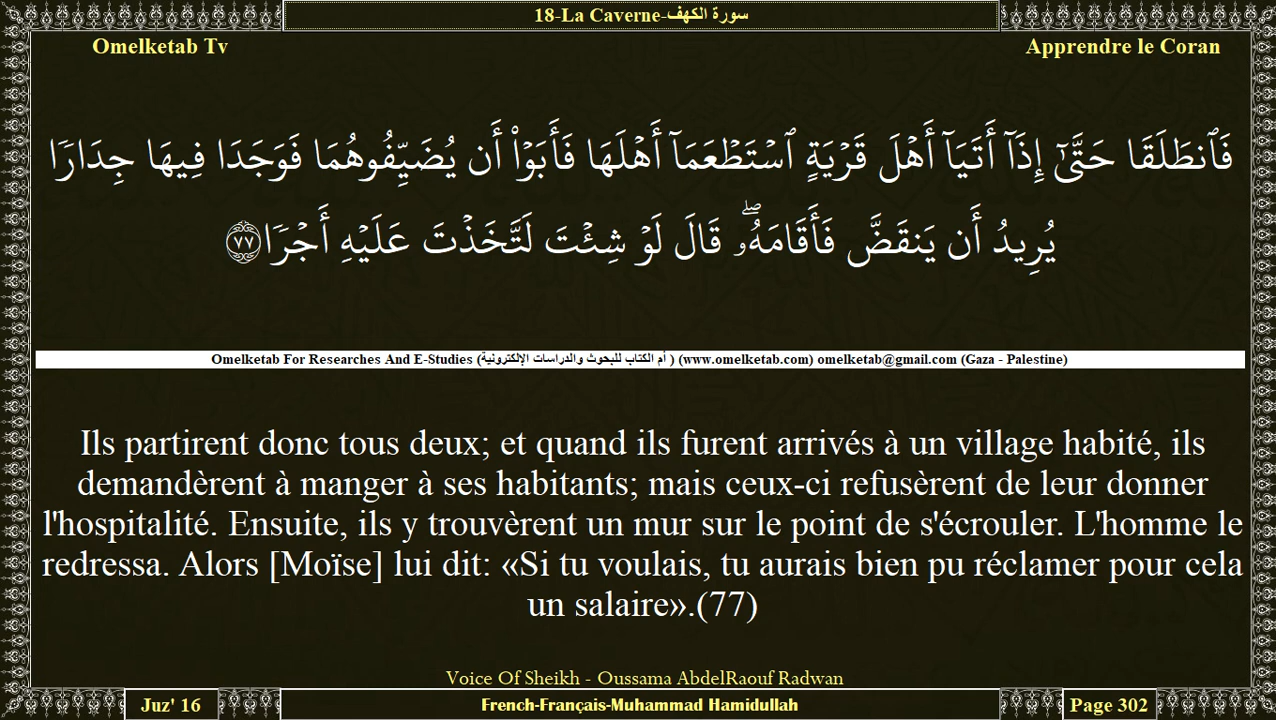 18-La Caverne-سورة الكهف
Omelketab Tv
Apprendre le Coran
فَٱنطَلَقَا حَتَّىٰٓ إِذَآ أَتَيَآ أَهْلَ قَرْيَةٍ ٱسْتَطْعَمَآ أَهْلَهَا فَأَبَوْا۟ أَن يُضَيِّفُوهُمَا فَوَجَدَا فِيهَا جِدَارًا
يُرِيدُ أَن يَنقَضَّ فَأَقَامَهُۥ ۖ قَالَ لَوْ شِئْتَ لَتَّخَذْتَ عَلَيْهِ أَجْرًا ٧٧
Omelketab For Researches And E-Studies (أم الكتاب للبحوث والدراسات الإلكترونية ) (www.omelketab.com) omelketab@gmail.com (Gaza - Palestine)
Ils partirent donc tous deux; et quand ils furent arrivés à un village habité, ils
demandèrent à manger à ses habitants; mais ceux-ci refusèrent de leur donner
l'hospitalité. Ensuite, ils y trouvèrent un mur sur le point de s'écrouler. L'homme le
redressa. Alors [Moïse] lui dit: «Si tu voulais, tu aurais bien pu réclamer pour cela
un salaire».(77)
Voice Of Sheikh - Oussama AbdelRaouf Radwan
Juz' 16
French-Français-Muhammad Hamidullah
Page 302